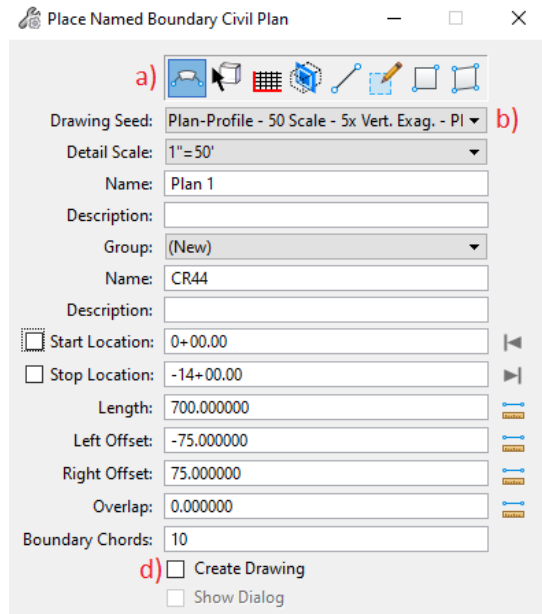 Place Named Boundary Civil Plan
a)
Drawing Seed: Plan-Profile - 50 Scale - 5x Vert. Exag. - Pl b)
Detail Scale: 1"=50'
Name: Plan 1
Description:
Group: (New)
Name: CR44
Description:
Start Location: 0+00.00
Stop Location: -14+00.00
Length: 700.000000
Left Offset: -75.000000
Right Offset: 75.000000
Overlap: 0.000000
Boundary Chords: 10
d) Create Drawing
Show Dialog